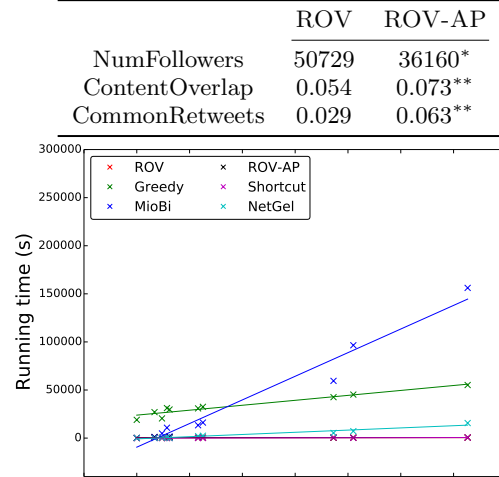 ROV ROV-AP
NumFollowers 50729 36160*
ContentOverlap 0.054 0.073**
CommonRetweets 0.029 0.063**
300000
ROV ROV-AP
Greedy Shortcut
MioBi NetGel
250000
200000
150000
100000
50000
0
Running time (s)